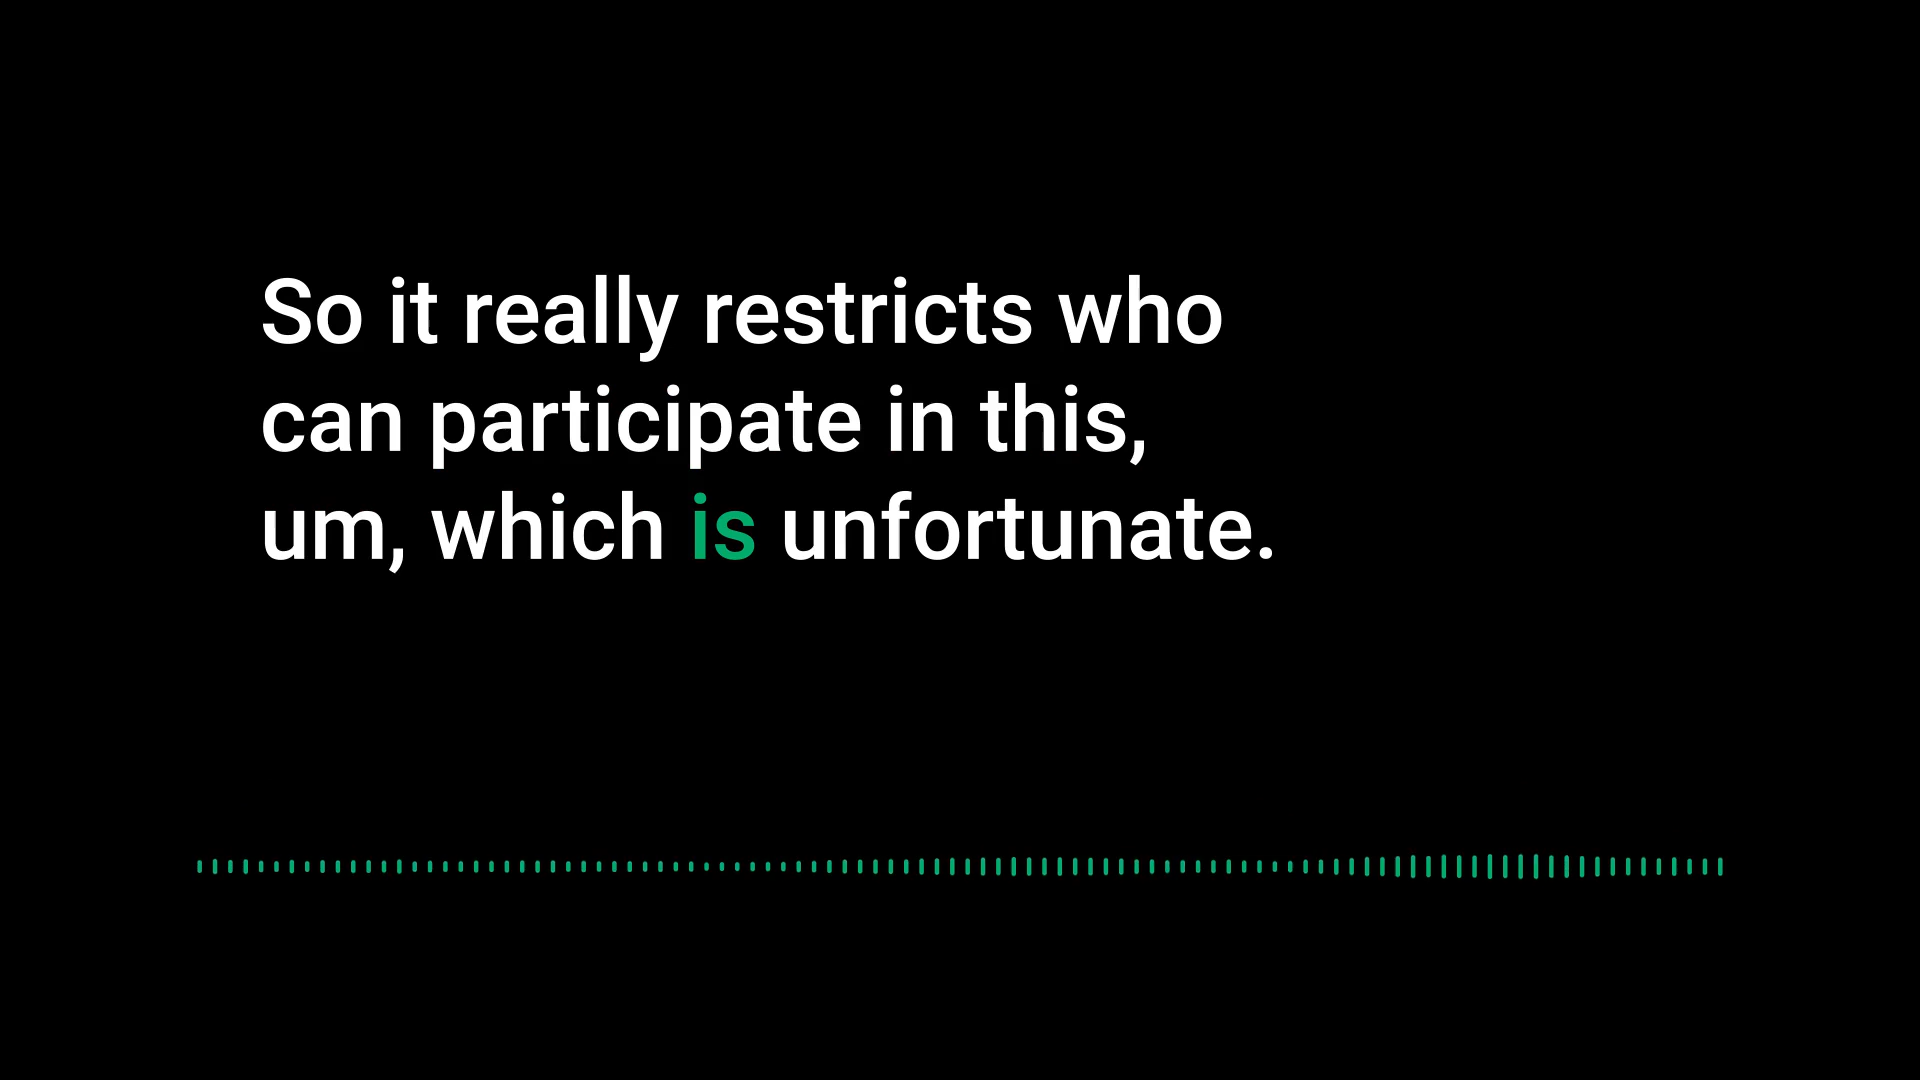 So it really restricts who
can participate in this,
um, which is unfortunate.